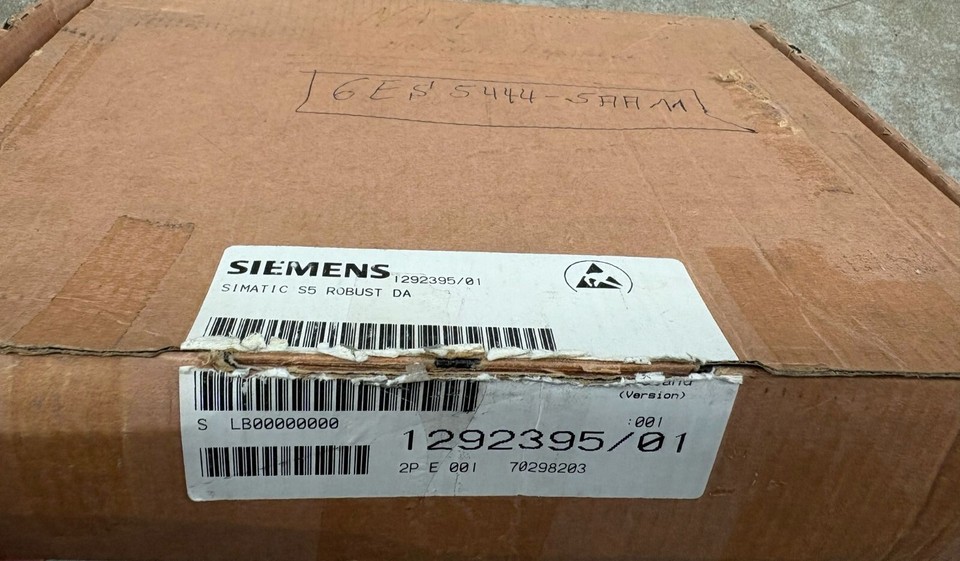 6ES5444-5AA11
SIEMENS 1292395/01
SIMATIC S5 ROBUST DA
(Version)
S LB00000000 :001
1292395/01
2P E 001 70298203